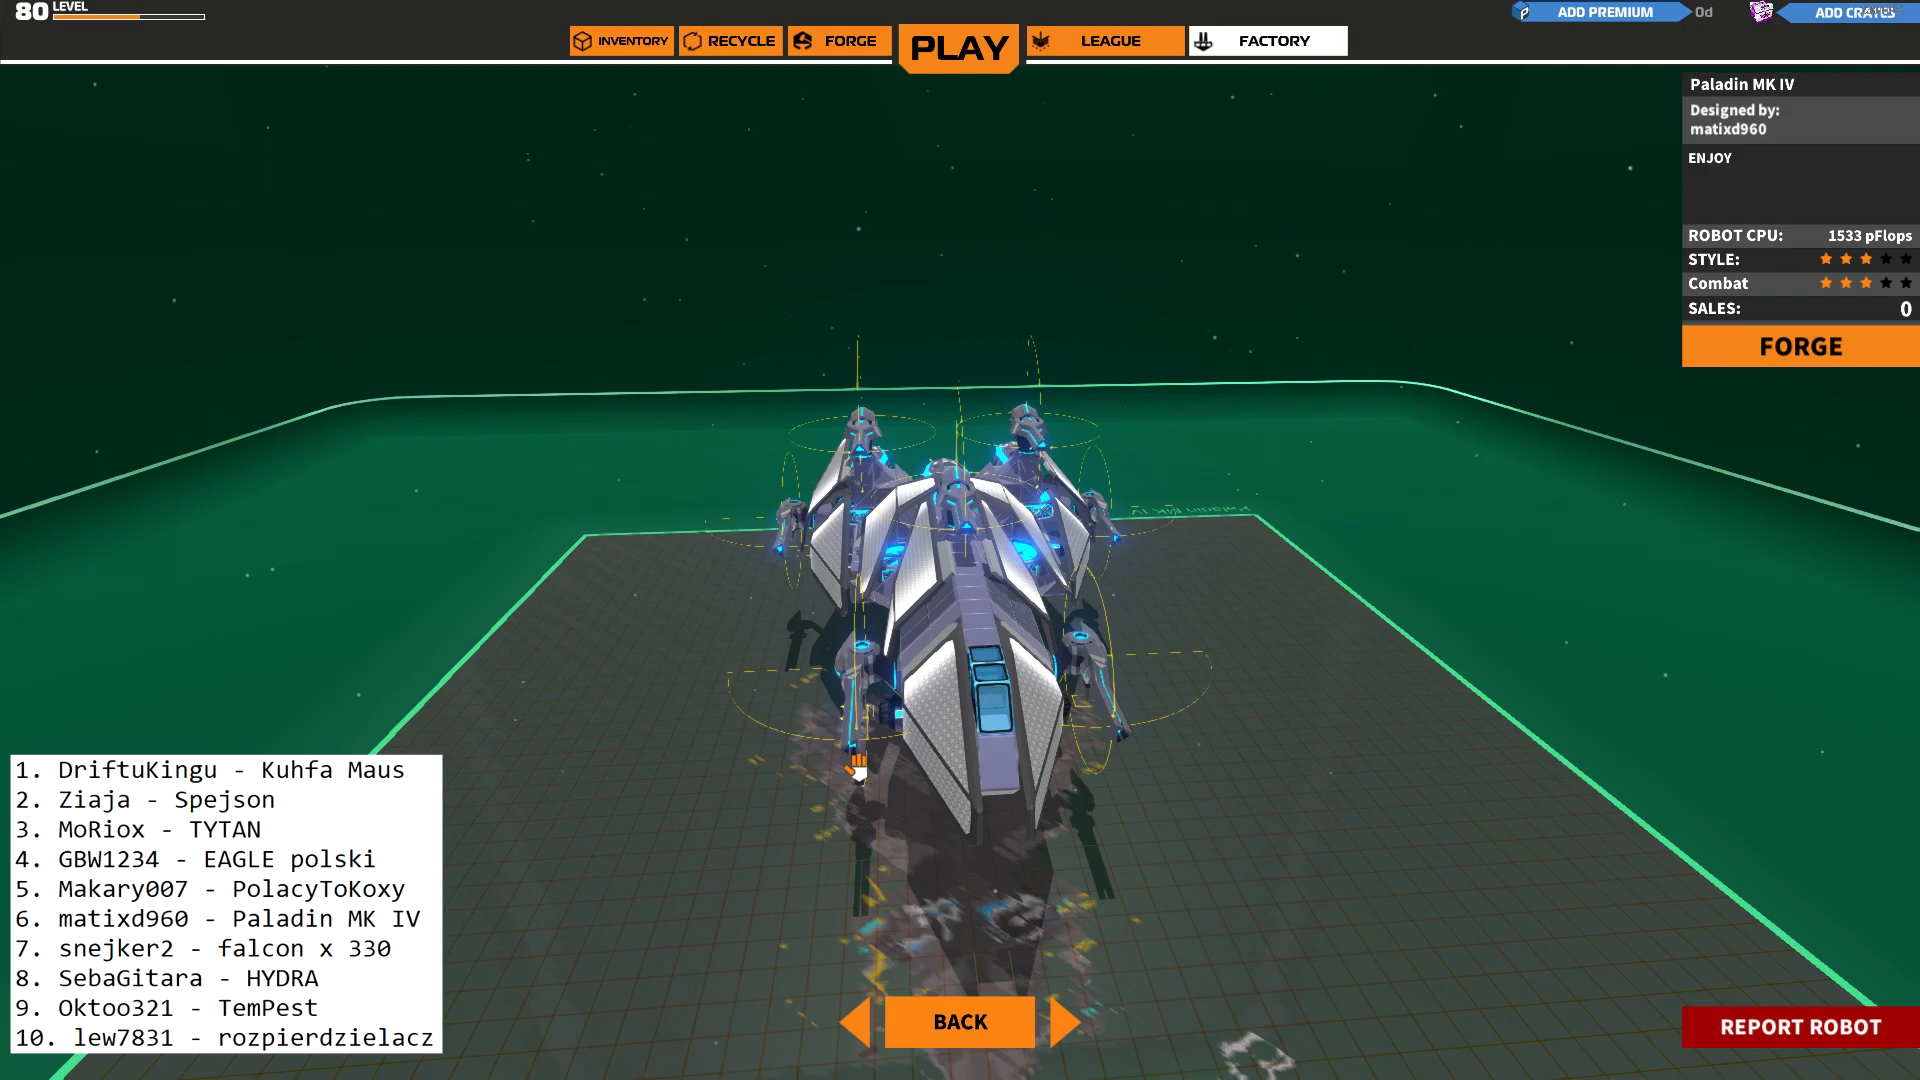 80 LEVEL
ADD PREMIUM 0d
ADD CRATES
INVENTORY RECYCLE FORGE PLAY LEAGUE FACTORY
Paladin MK IV
Designed by:
matixd960
ENJOY
ROBOT CPU: 1533 pFlops
STYLE:
Combat
SALES: 0
FORGE
Paladin MK IV
1. DriftuKingu - Kuhfa Maus
2. Ziaja - Spejson
3. MoRiox - TYTAN
4. GBW1234 - EAGLE polski
5. Makary007 - PolacyToKoxy
6. matixd960 - Paladin MK IV
7. snejker2 - falcon x 330
8. SebaGitara - HYDRA
9. Oktoo321 - TemPest
10. lew7831 - rozpierdzielacz
BACK
REPORT ROBOT